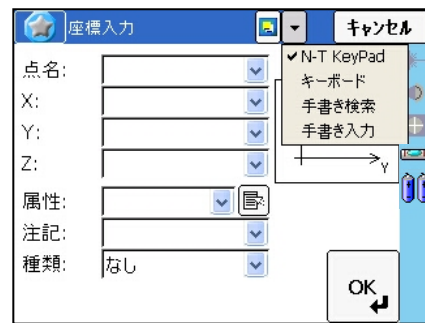 座標入力
キャンセル
✓N-T KeyPad
キーボード
手書き検索
手書き入力
点名:
X:
Y:
Z:
Y
属性:
注記:
種類: なし
OK